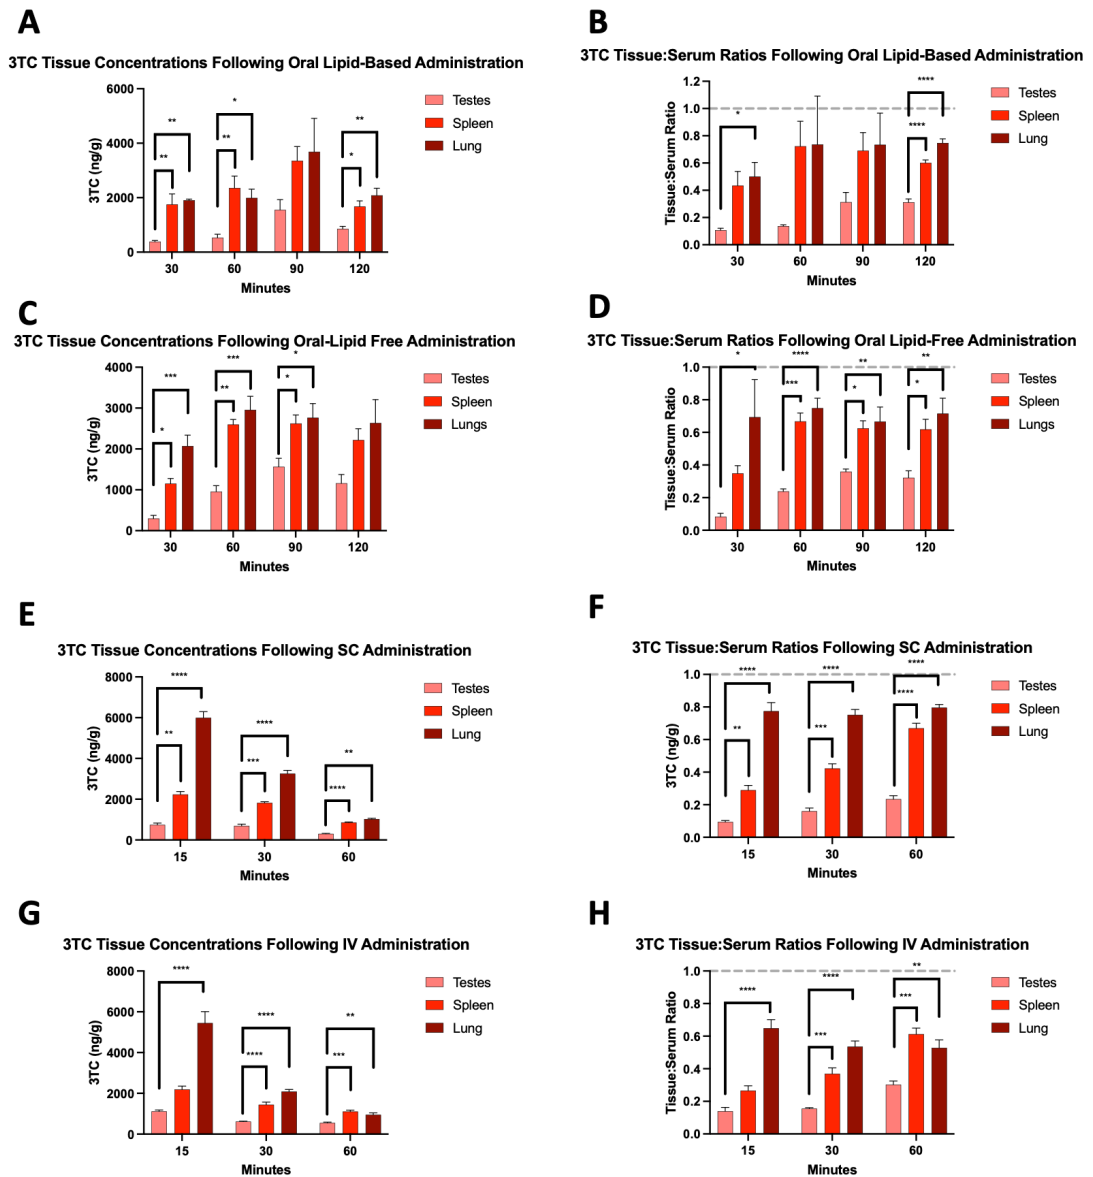 A
3TC Tissue Concentrations Following Oral Lipid-Based Administration
6000
4000
2000
0
3TC (ng/g)
**
**
**
*
**
*
30
60
90
120
Minutes
Testes
Spleen
Lung
B
3TC Tissue:Serum Ratios Following Oral Lipid-Based Administration
1.2
1.0
0.8
0.6
0.4
0.2
0.0
Tissue:Serum Ratio
*
****
****
30
60
90
120
Minutes
Testes
Spleen
Lung
C
3TC Tissue Concentrations Following Oral-Lipid Free Administration
4000
3000
2000
1000
0
3TC (ng/g)
*
***
**
***
*
*
30
60
90
120
Minutes
Testes
Spleen
Lungs
D
3TC Tissue:Serum Ratios Following Oral Lipid-Free Administration
1.0
0.8
0.6
0.4
0.2
0.0
Tissue:Serum Ratio
*
***
****
*
**
*
**
30
60
90
120
Minutes
Testes
Spleen
Lungs
E
3TC Tissue Concentrations Following SC Administration
8000
6000
4000
2000
0
3TC (ng/g)
**
****
***
****
****
**
15
30
60
Minutes
Testes
Spleen
Lung
F
3TC Tissue:Serum Ratios Following SC Administration
1.0
0.8
0.6
0.4
0.2
0.0
3TC (ng/g)
**
****
***
****
****
****
15
30
60
Minutes
Testes
Spleen
Lung
G
3TC Tissue Concentrations Following IV Administration
8000
6000
4000
2000
0
3TC (ng/g)
****
****
****
***
**
15
30
60
Minutes
Testes
Spleen
Lung
H
3TC Tissue:Serum Ratios Following IV Administration
1.0
0.8
0.6
0.4
0.2
0.0
Tissue:Serum Ratio
****
***
****
***
**
15
30
60
Minutes
Testes
Spleen
Lung